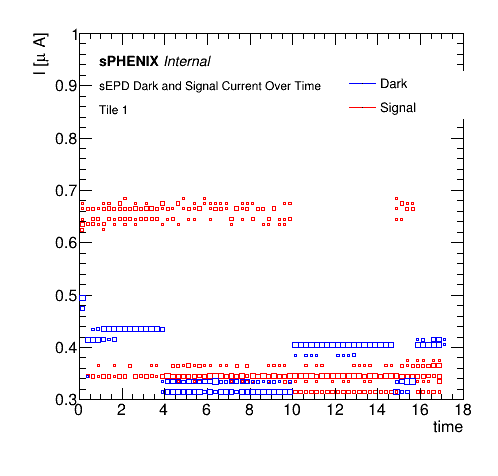 I [μ A]
sPHENIX Internal
sEPD Dark and Signal Current Over Time
Tile 1
Dark
Signal
1
0.9
0.8
0.7
0.6
0.5
0.4
0.3
0 2 4 6 8 10 12 14 16 18
time